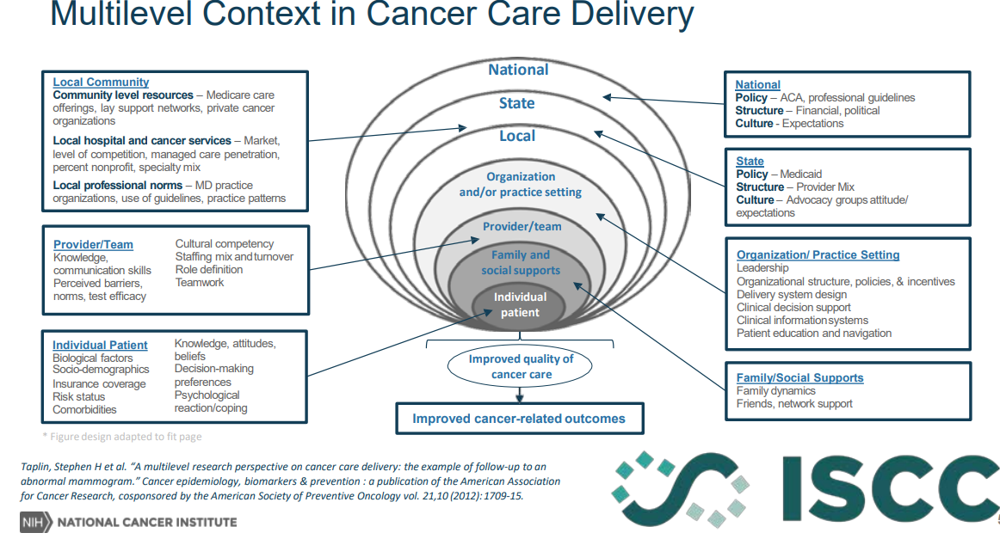 Multilevel Context in Cancer Care Delivery
Local Community
Community level resources – Medicare care
offerings, lay support networks, private cancer
organizations
Local hospital and cancer services – Market,
level of competition, managed care penetration,
percent nonprofit, specialty mix
Local professional norms – MD practice
organizations, use of guidelines, practice patterns
Provider/Team
Knowledge,
communication skills
Perceived barriers,
norms, test efficacy
Cultural competency
Staffing mix and turnover
Role definition
Teamwork
Individual Patient
Biological factors
Socio-demographics
Insurance coverage
Risk status
Comorbidities
Knowledge, attitudes,
beliefs
Decision-making
preferences
Psychological
reaction/coping
* Figure design adapted to fit page
National
State
Local
Organization
and/or practice setting
Provider/team
Family and
social supports
Individual
patient
Improved quality of
cancer care
Improved cancer-related outcomes
National
Policy – ACA, professional guidelines
Structure – Financial, political
Culture - Expectations
State
Policy – Medicaid
Structure – Provider Mix
Culture – Advocacy groups attitude/
expectations
Organization/ Practice Setting
Leadership
Organizational structure, policies, & incentives
Delivery system design
Clinical decision support
Clinical information systems
Patient education and navigation
Family/Social Supports
Family dynamics
Friends, network support
Taplin, Stephen H et al. “A multilevel research perspective on cancer care delivery: the example of follow-up to an
abnormal mammogram.” Cancer epidemiology, biomarkers & prevention : a publication of the American Association
for Cancer Research, cosponsored by the American Society of Preventive Oncology vol. 21,10 (2012): 1709-15.
NIH NATIONAL CANCER INSTITUTE
ISCC